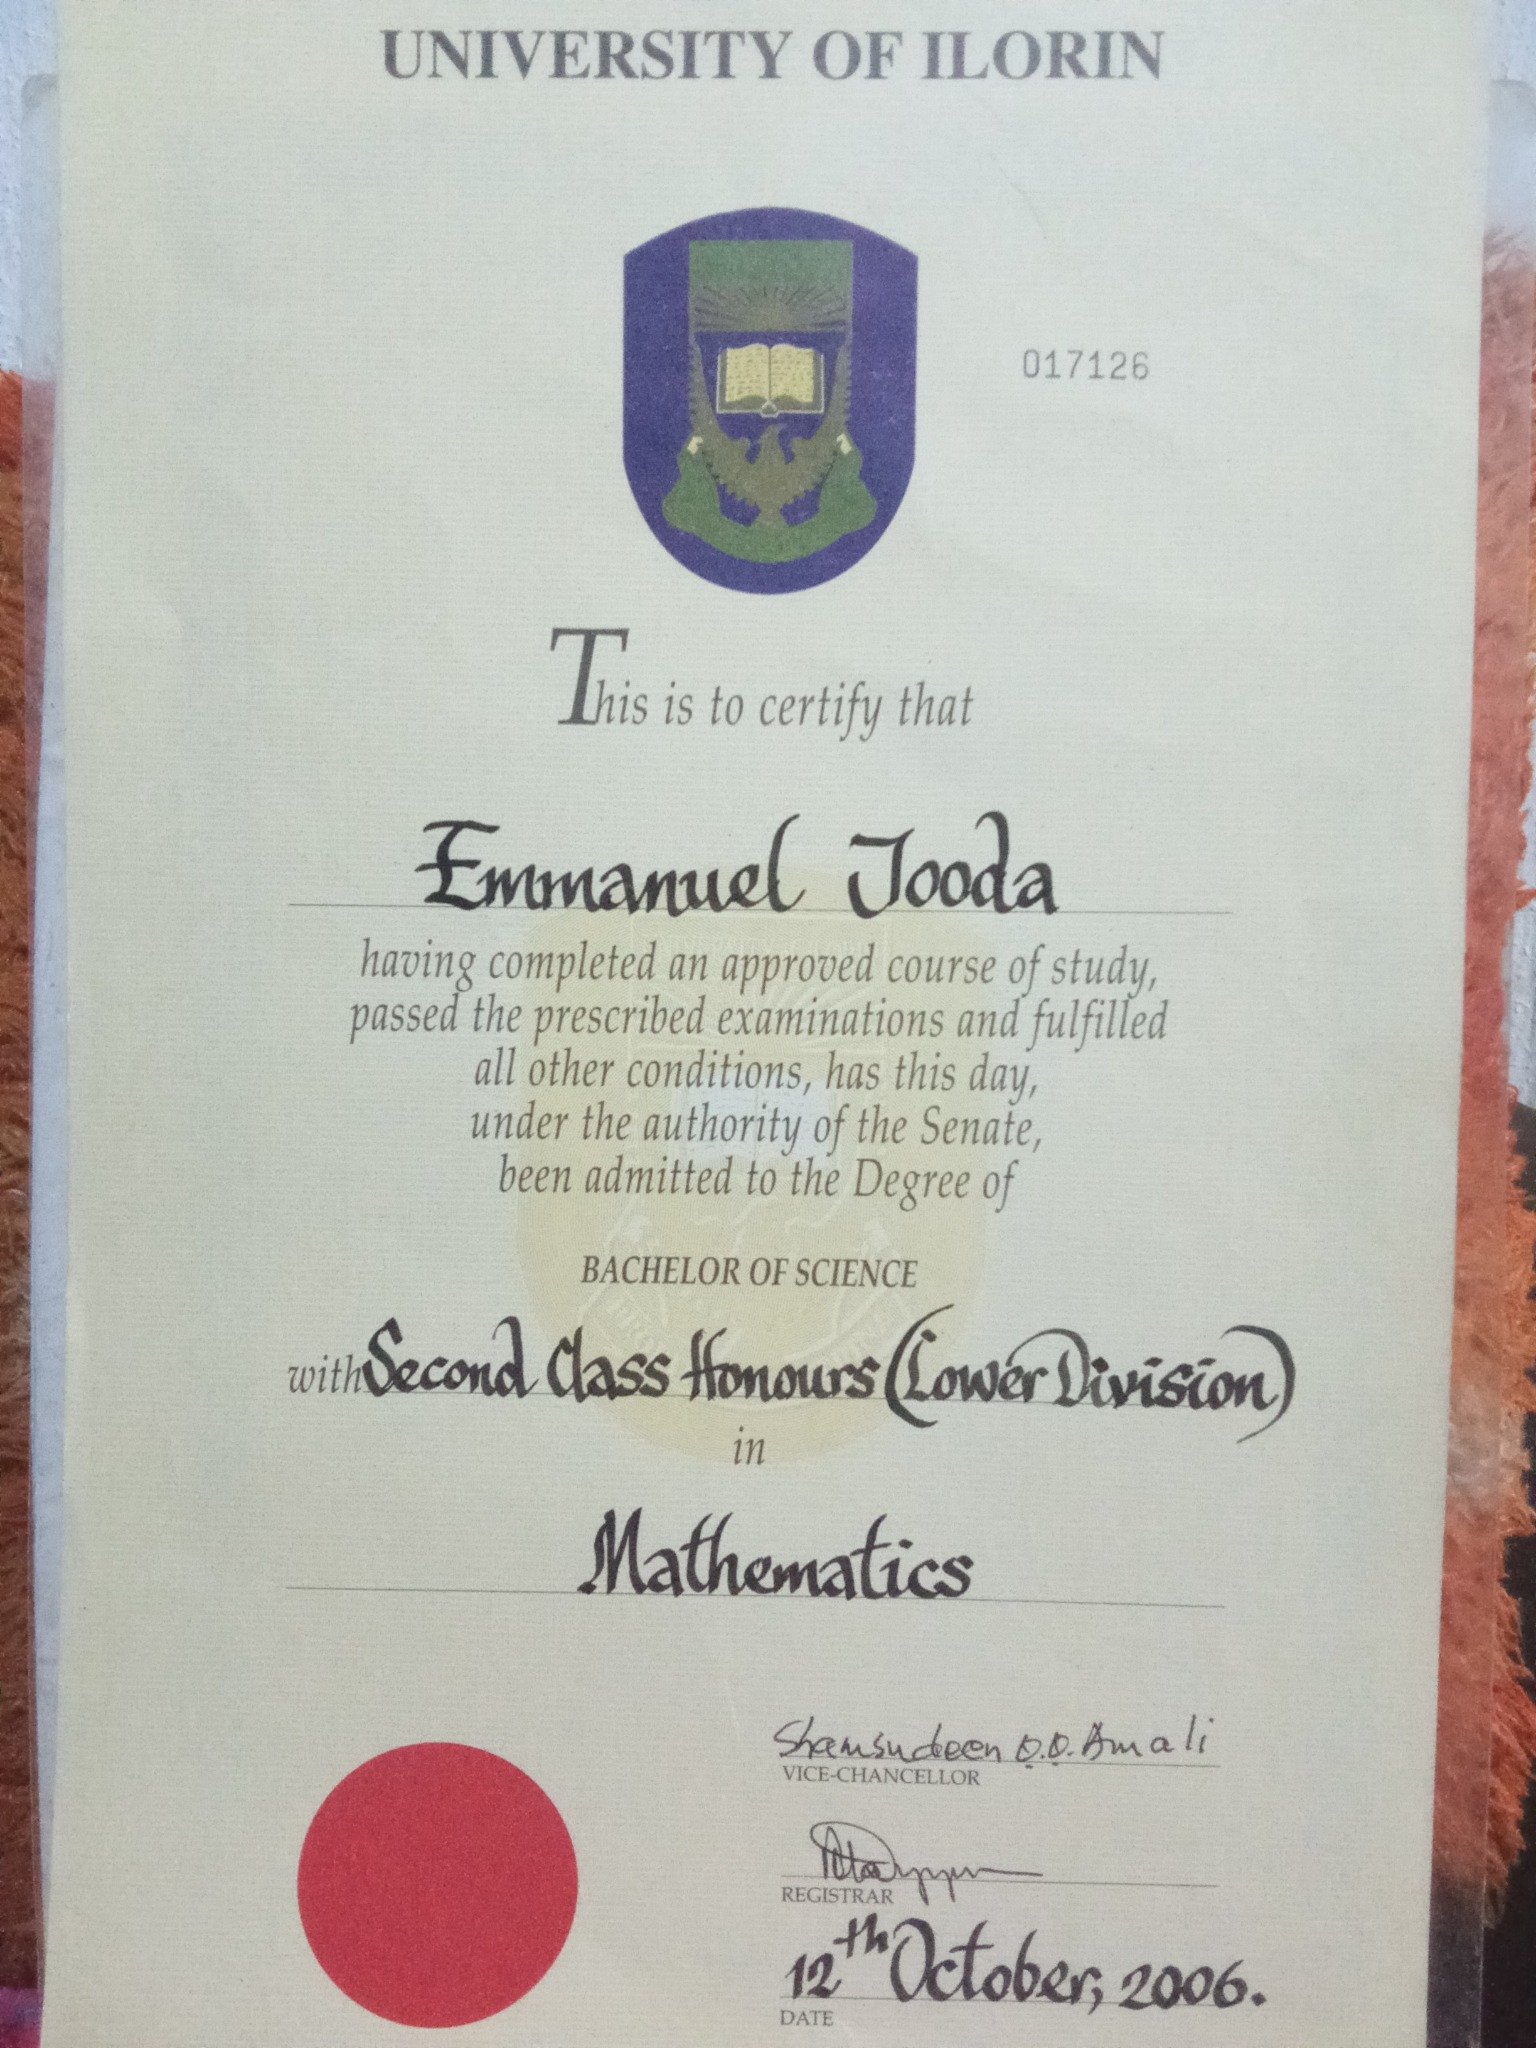 UNIVERSITY OF ILORIN
017126
This is to certify that
Emmanuel Jooda
having completed an approved course of study,
passed the prescribed examinations and fulfilled
all other conditions, has this day,
under the authority of the Senate,
been admitted to the Degree of
BACHELOR OF SCIENCE
with Second Class Honours (Lower Division)
in
Mathematics
Shamsudeen O.O. Amali
VICE-CHANCELLOR
REGISTRAR
12th October, 2006.
DATE